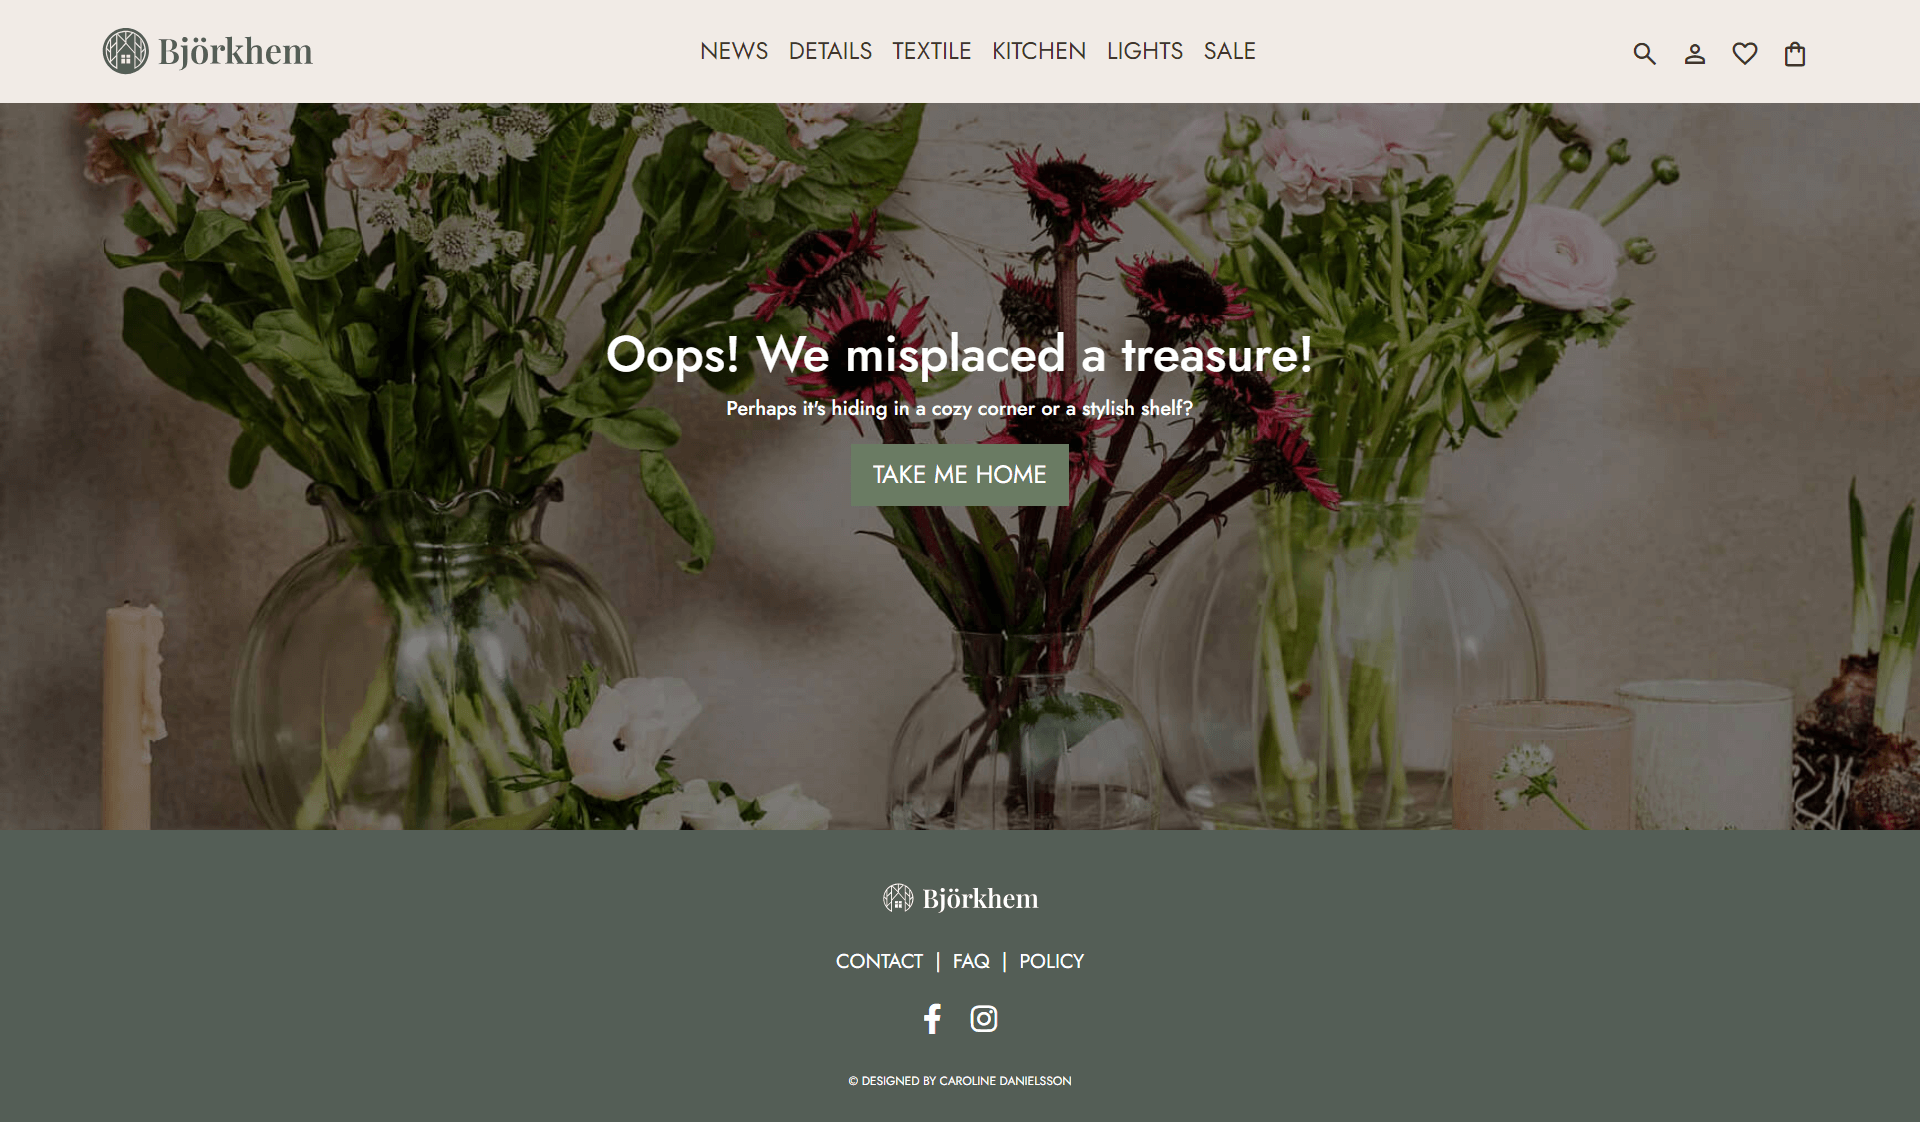 Björkhem
NEWS DETAILS TEXTILE KITCHEN LIGHTS SALE
Oops! We misplaced a treasure!
Perhaps it's hiding in a cozy corner or a stylish shelf?
TAKE ME HOME
Björkhem
CONTACT | FAQ | POLICY
© DESIGNED BY CAROLINE DANIELSSON